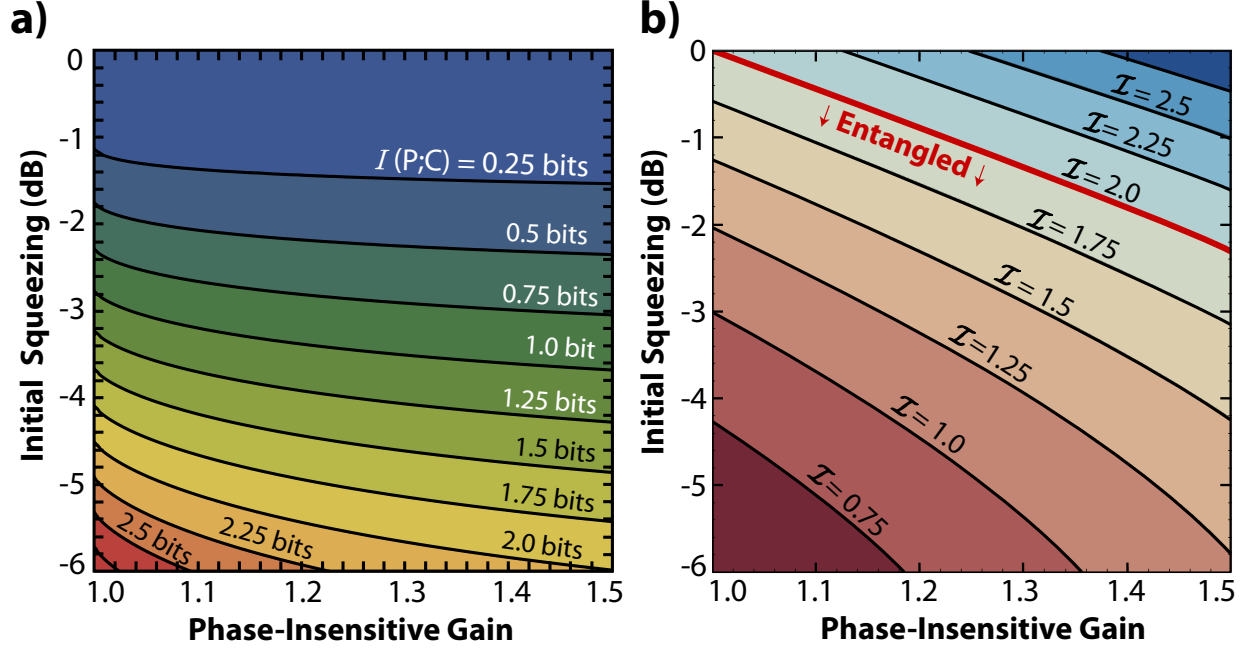 a)
0
-1
-2
-3
-4
-5
-6
Initial Squeezing (dB)
I (P;C) = 0.25 bits
0.5 bits
0.75 bits
1.0 bit
1.25 bits
1.5 bits
1.75 bits
2.0 bits
2.25 bits
2.5 bits
1.0 1.1 1.2 1.3 1.4 1.5
Phase-Insensitive Gain
b)
0
-1
-2
-3
-4
-5
-6
Initial Squeezing (dB)
ℐ = 2.5
ℐ = 2.25
ℐ = 2.0
↓ Entangled ↓
ℐ = 1.75
ℐ = 1.5
ℐ=1.25
ℐ = 1.0
ℐ = 0.75
1.0 1.1 1.2 1.3 1.4 1.5
Phase-Insensitive Gain